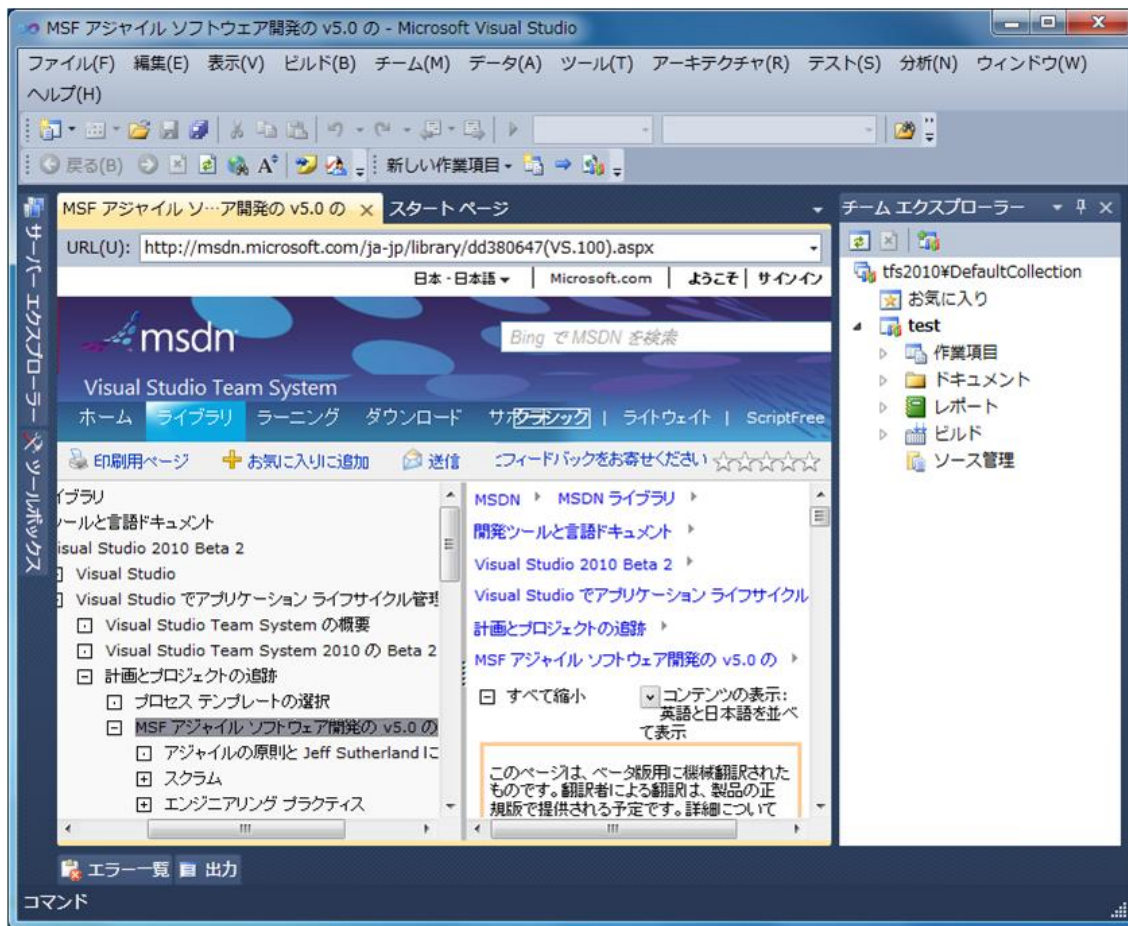 MSF アジャイル ソフトウェア開発の v5.0 の - Microsoft Visual Studio
ファイル(F) 編集(E) 表示(V) ビルド(B) チーム(M) データ(A) ツール(T) アーキテクチャ(R) テスト(S) 分析(N) ウィンドウ(W)
ヘルプ(H)
戻る(B) 新しい作業項目
サーバー エクスプローラー
ツールボックス
MSF アジャイル ソ…ア開発の v5.0 の スタート ページ
URL(U): http://msdn.microsoft.com/ja-jp/library/dd380647(VS.100).aspx
日本 - 日本語 | Microsoft.com | ようこそ | サインイン
msdn
Bing で MSDN を検索
Visual Studio Team System
ホーム ライブラリ ラーニング ダウンロード クラシック | ライトウェイト | ScriptFree
印刷用ページ お気に入りに追加 送信 フィードバックをお寄せください
イブラリ
ツールと言語ドキュメント
isual Studio 2010 Beta 2
Visual Studio
Visual Studio でアプリケーション ライフサイクル管理
Visual Studio Team System の概要
Visual Studio Team System 2010 の Beta 2
計画とプロジェクトの追跡
プロセス テンプレートの選択
MSF アジャイル ソフトウェア開発の v5.0 の
アジャイルの原則と Jeff Sutherland に
スクラム
エンジニアリング プラクティス
MSDN MSDN ライブラリ
開発ツールと言語ドキュメント
Visual Studio 2010 Beta 2
Visual Studio でアプリケーション ライフサイクル
計画とプロジェクトの追跡
MSF アジャイル ソフトウェア開発の v5.0 の
すべて縮小 コンテンツの表示:
英語と日本語を並べ
て表示
このページは、ベータ版用に機械翻訳された
ものです。翻訳者による翻訳は、製品の正
規版で提供される予定です。詳細について
チーム エクスプローラー
tfs2010¥DefaultCollection
お気に入り
test
作業項目
ドキュメント
レポート
ビルド
ソース管理
エラー一覧 出力
コマンド